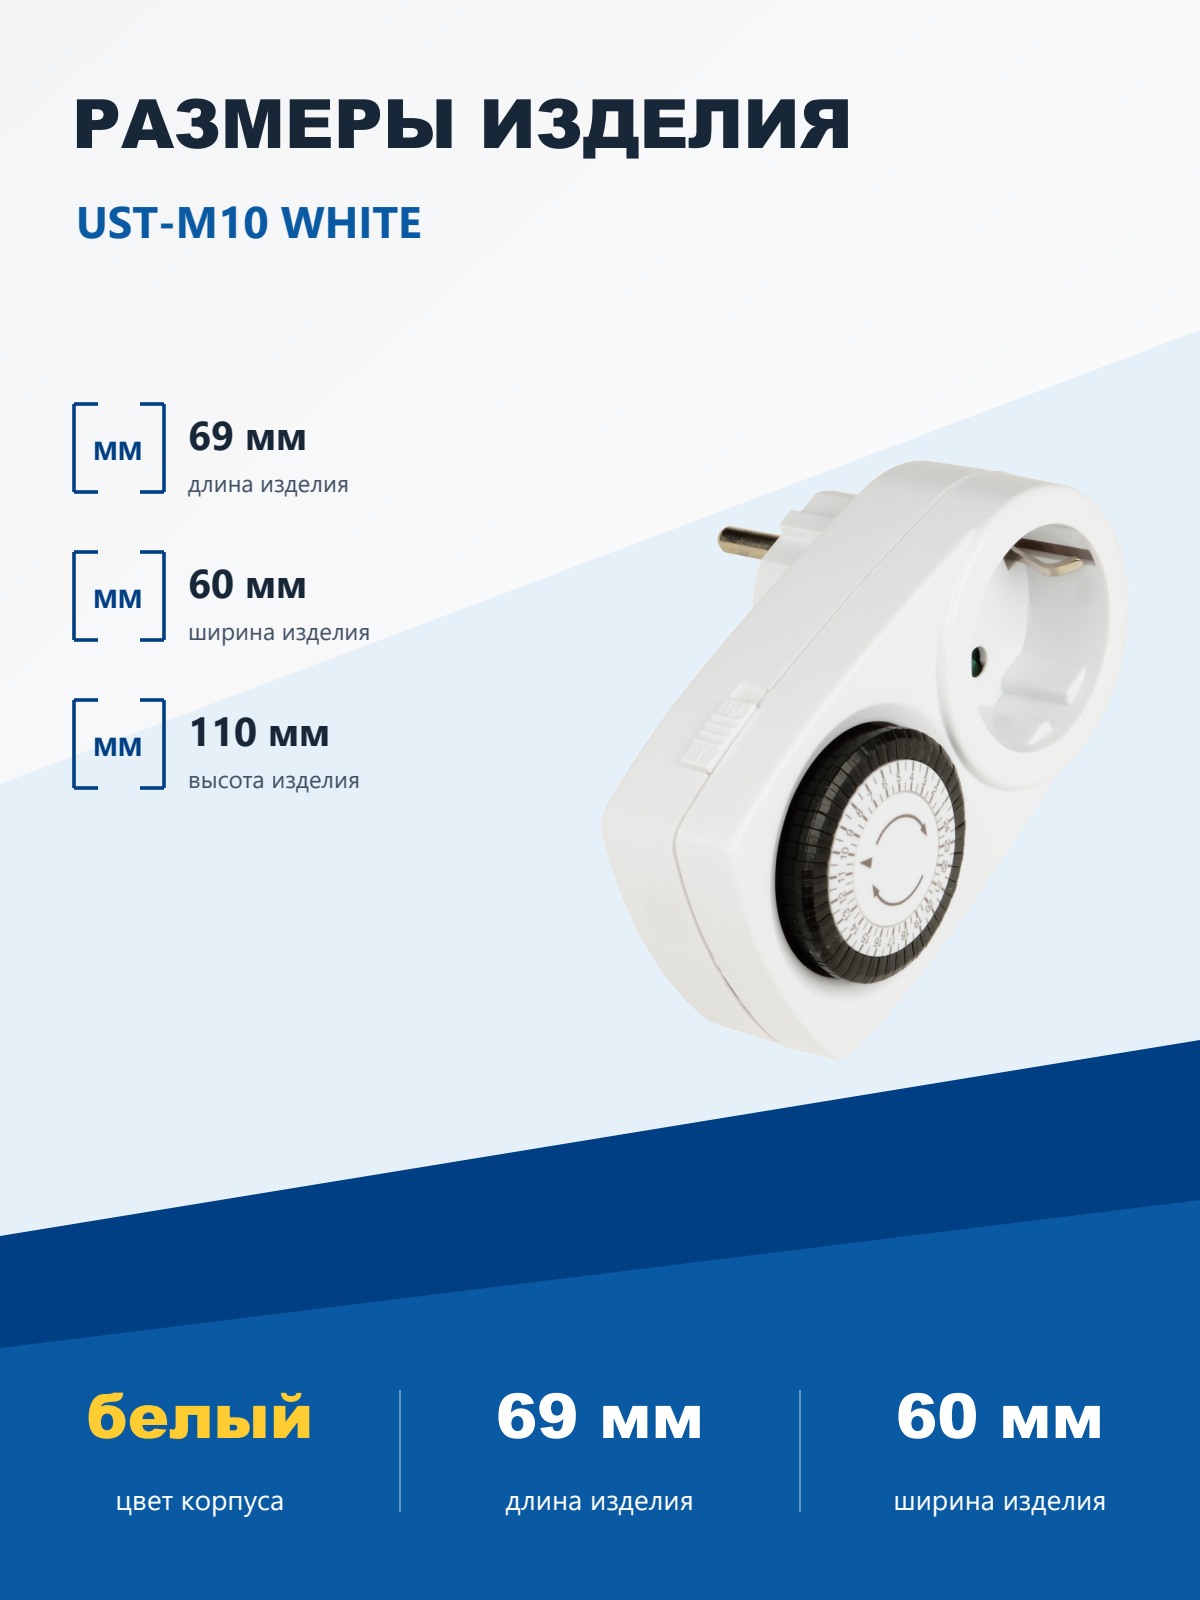 РАЗМЕРЫ ИЗДЕЛИЯ
UST-M10 WHITE
мм
69 мм
длина изделия
мм
60 мм
ширина изделия
мм
110 мм
высота изделия
белый
цвет корпуса
69 мм
длина изделия
60 мм
ширина изделия